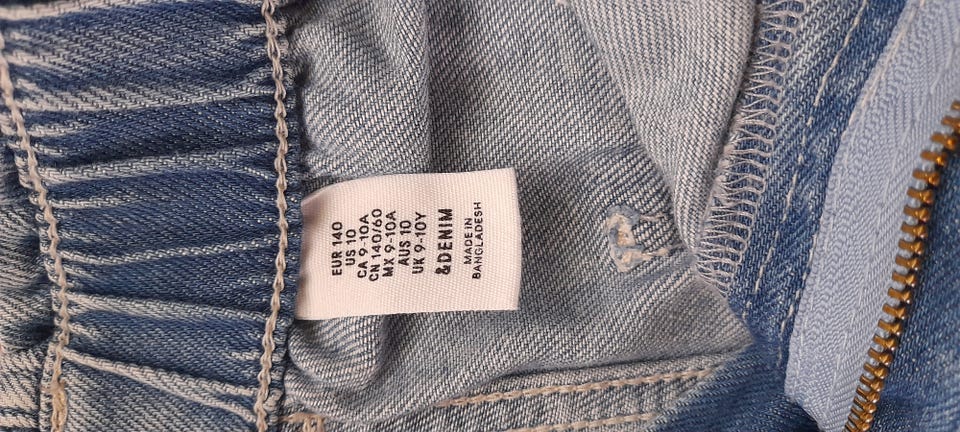 EUR 140
US 10
CA 9-10A
CN 140/60
MX 9-10A
AUS 10
UK 9-10Y
&DENIM
MADE IN
BANGLADESH